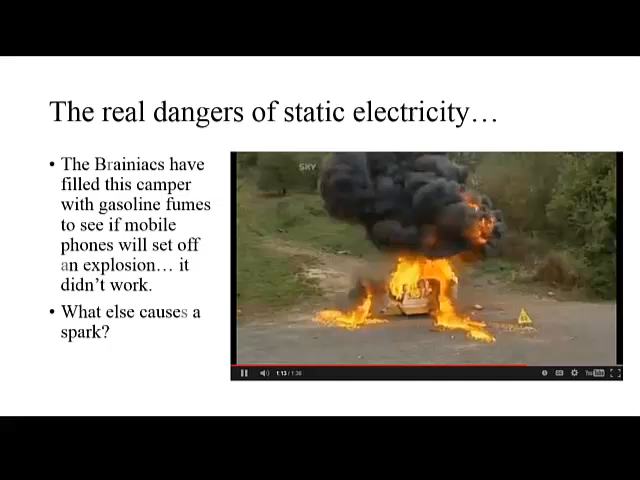 The real dangers of static electricity…
• The Brainiacs have
filled this camper
with gasoline fumes
to see if mobile
phones will set off
an explosion… it
didn't work.
• What else causes a
spark?
SKY
1:13 / 1:36
YouTube